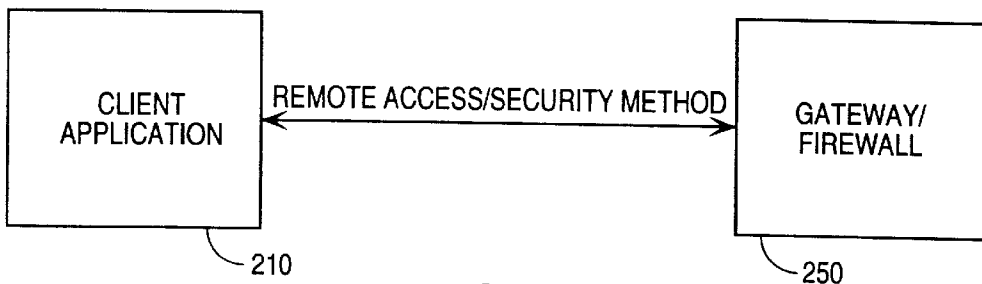 CLIENT
APPLICATION
REMOTE ACCESS/SECURITY METHOD
GATEWAY/
FIREWALL
210
250